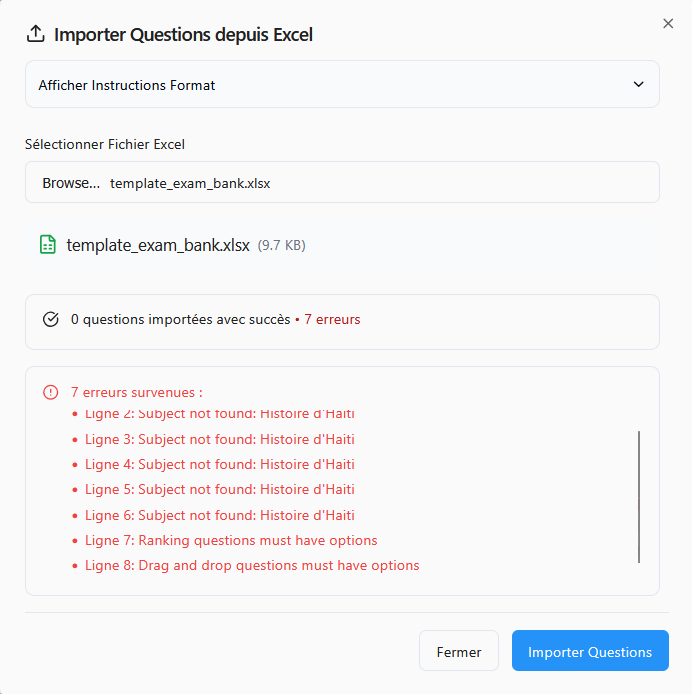 Importer Questions depuis Excel
Afficher Instructions Format
Sélectionner Fichier Excel
Browse... template_exam_bank.xlsx
template_exam_bank.xlsx (9.7 KB)
0 questions importées avec succès • 7 erreurs
7 erreurs survenues :
• Ligne 2: Subject not found: Histoire d'Haiti
• Ligne 3: Subject not found: Histoire d'Haiti
• Ligne 4: Subject not found: Histoire d'Haiti
• Ligne 5: Subject not found: Histoire d'Haiti
• Ligne 6: Subject not found: Histoire d'Haiti
• Ligne 7: Ranking questions must have options
• Ligne 8: Drag and drop questions must have options
Fermer Importer Questions